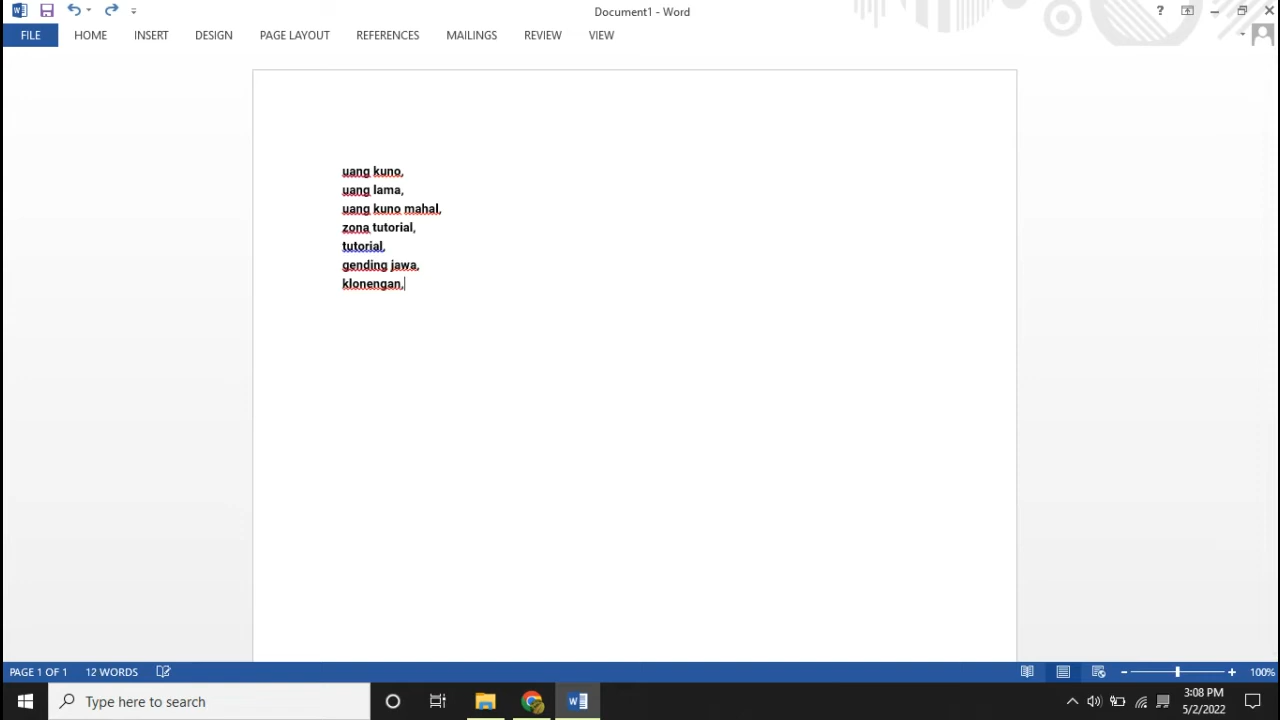 Document1 - Word
?
FILE HOME INSERT DESIGN PAGE LAYOUT REFERENCES MAILINGS REVIEW VIEW
uang kuno,
uang lama,
uang kuno mahal,
zona tutorial,
tutorial,
gending jawa,
klonengan,
PAGE 1 OF 1 12 WORDS 100%
Type here to search
3:08 PM
5/2/2022